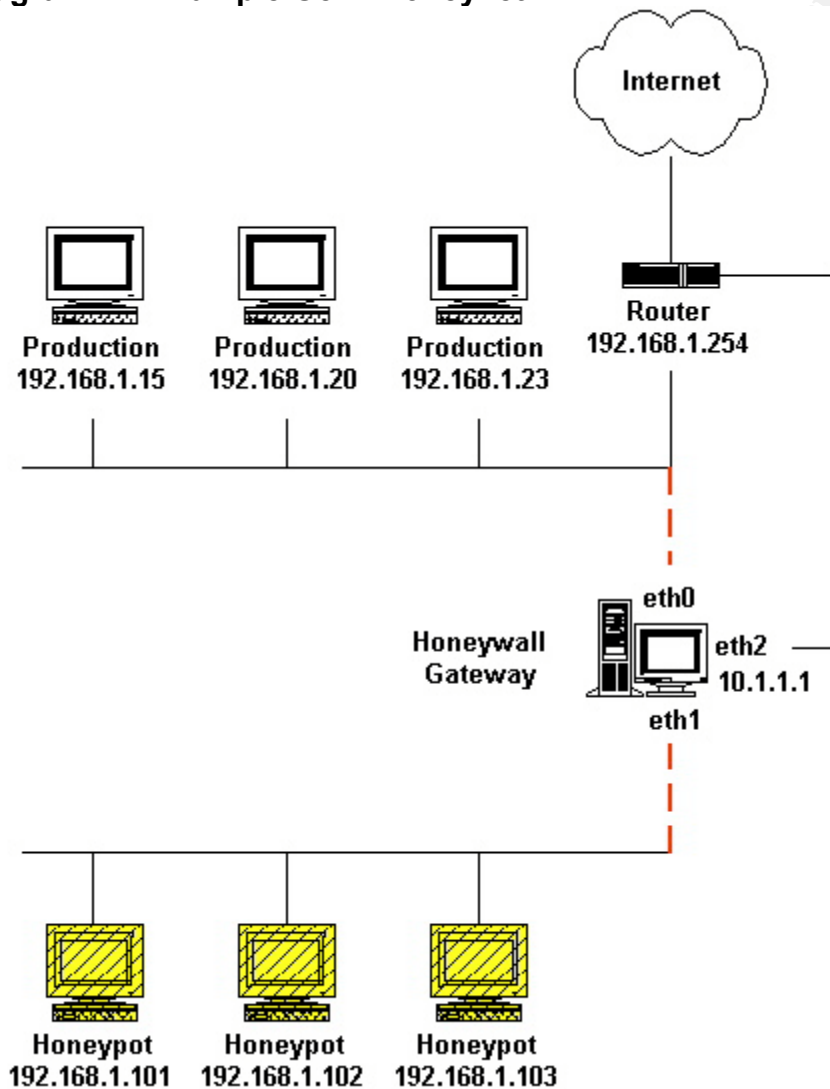 Internet
Production
192.168.1.15
Production
192.168.1.20
Production
192.168.1.23
Router
192.168.1.254
eth0
Honeywall
Gateway
eth2
10.1.1.1
eth1
Honeypot
192.168.1.101
Honeypot
192.168.1.102
Honeypot
192.168.1.103